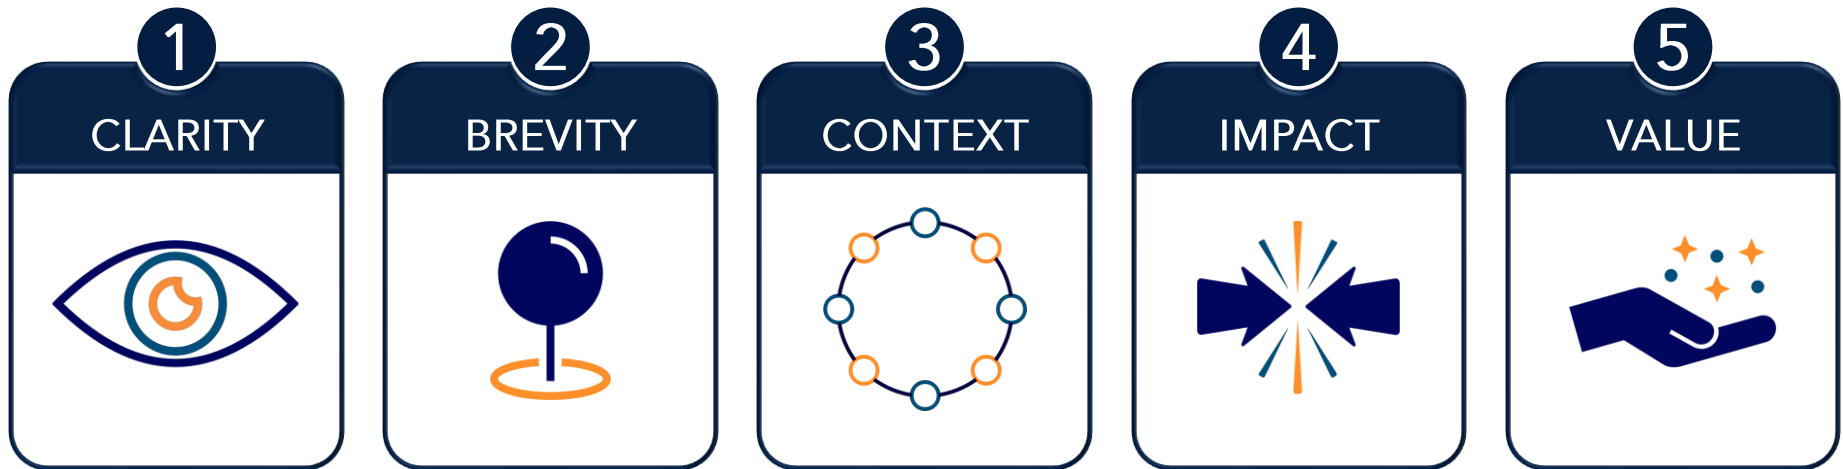 1
CLARITY
2
BREVITY
3
CONTEXT
4
IMPACT
5
VALUE